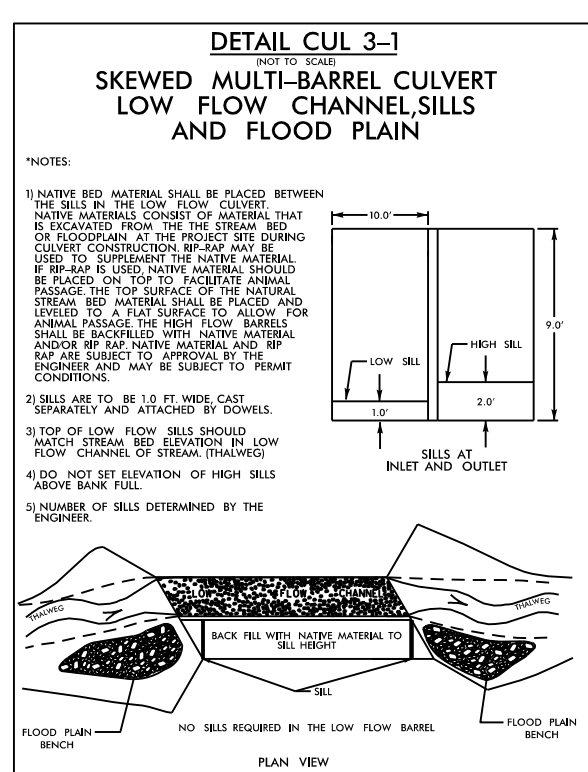 DETAIL CUL 3–1
(NOT TO SCALE)
SKEWED MULTI–BARREL CULVERT
LOW FLOW CHANNEL,SILLS
AND FLOOD PLAIN
*NOTES:
1) NATIVE BED MATERIAL SHALL BE PLACED BETWEEN
THE SILLS IN THE LOW FLOW CULVERT.
NATIVE MATERIALS CONSIST OF MATERIAL THAT
IS EXCAVATED FROM THE THE STREAM BED
OR FLOODPLAIN AT THE PROJECT SITE DURING
CULVERT CONSTRUCTION. RIP–RAP MAY BE
USED TO SUPPLEMENT THE NATIVE MATERIAL.
IF RIP–RAP IS USED, NATIVE MATERIAL SHOULD
BE PLACED ON TOP TO FACILITATE ANIMAL
PASSAGE. THE TOP SURFACE OF THE NATURAL
STREAM BED MATERIAL SHALL BE PLACED AND
LEVELED TO A FLAT SURFACE TO ALLOW FOR
ANIMAL PASSAGE. THE HIGH FLOW BARRELS
SHALL BE BACKFILLED WITH NATIVE MATERIAL
AND/OR RIP RAP. NATIVE MATERIAL AND RIP
RAP ARE SUBJECT TO APPROVAL BY THE
ENGINEER AND MAY BE SUBJECT TO PERMIT
CONDITIONS.
2) SILLS ARE TO BE 1.0 FT. WIDE, CAST
SEPARATELY AND ATTACHED BY DOWELS.
3) TOP OF LOW FLOW SILLS SHOULD
MATCH STREAM BED ELEVATION IN LOW
FLOW CHANNEL OF STREAM. (THALWEG)
4) DO NOT SET ELEVATION OF HIGH SILLS
ABOVE BANK FULL.
5) NUMBER OF SILLS DETERMINED BY THE
ENGINEER.
10.0'
9.0'
LOW SILL
HIGH SILL
1.0'
2.0'
SILLS AT
INLET AND OUTLET
LOW FLOW CHANNEL
THALWEG
THALWEG
BACK FILL WITH NATIVE MATERIAL TO
SILL HEIGHT
SILL
FLOOD PLAIN
BENCH
NO SILLS REQUIRED IN THE LOW FLOW BARREL
FLOOD PLAIN
BENCH
PLAN VIEW